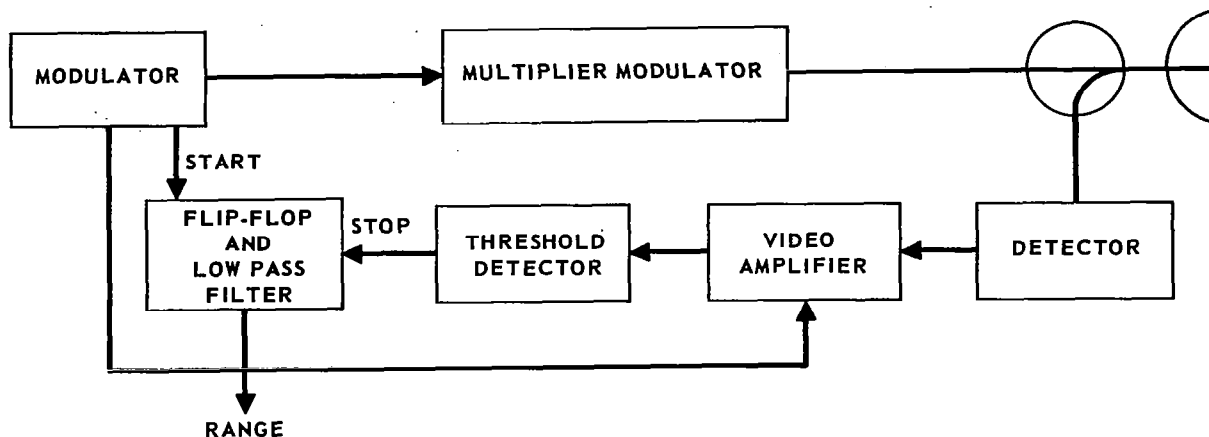 MODULATOR
MULTIPLIER MODULATOR
START
FLIP-FLOP
AND
LOW PASS
FILTER
STOP
THRESHOLD
DETECTOR
VIDEO
AMPLIFIER
DETECTOR
RANGE